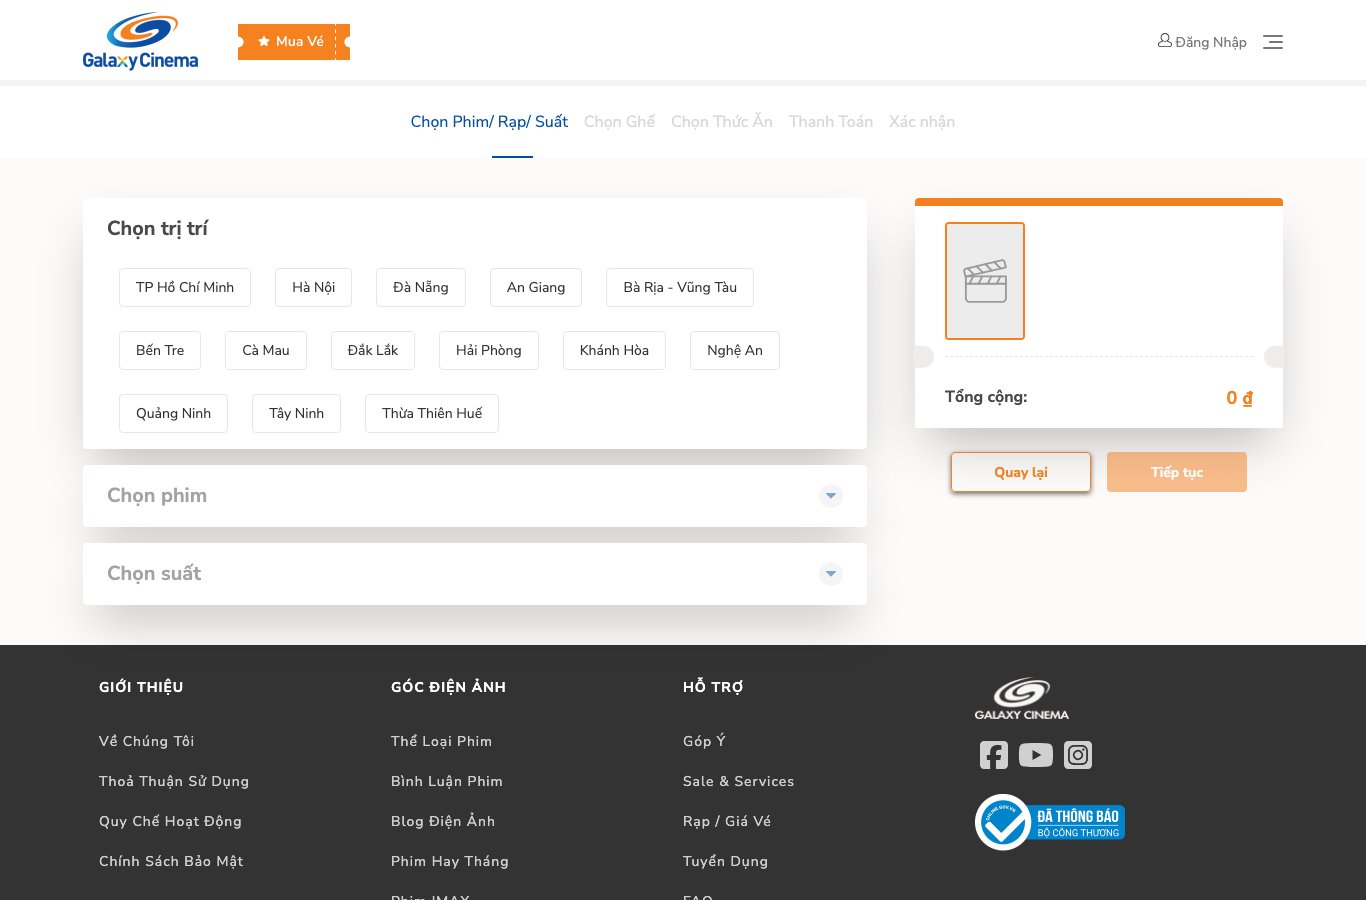 Galaxy Cinema
Mua Vé
Đăng Nhập
Chọn Phim/ Rạp/ Suất
Chọn Ghế
Chọn Thức Ăn
Thanh Toán
Xác nhận
Chọn trị trí
TP Hồ Chí Minh
Hà Nội
Đà Nẵng
An Giang
Bà Rịa - Vũng Tàu
Bến Tre
Cà Mau
Đắk Lắk
Hải Phòng
Khánh Hòa
Nghệ An
Quảng Ninh
Tây Ninh
Thừa Thiên Huế
Chọn phim
Chọn suất
Tổng cộng:
0 ₫
Quay lại
Tiếp tục
GIỚI THIỆU
Về Chúng Tôi
Thoả Thuận Sử Dụng
Quy Chế Hoạt Động
Chính Sách Bảo Mật
GÓC ĐIỆN ẢNH
Thể Loại Phim
Bình Luận Phim
Blog Điện Ảnh
Phim Hay Tháng
Phim IMAX
HỖ TRỢ
Góp Ý
Sale & Services
Rạp / Giá Vé
Tuyển Dụng
FAQ
GALAXY CINEMA
ONLINE.GOV.VN
ĐÃ THÔNG BÁO
BỘ CÔNG THƯƠNG